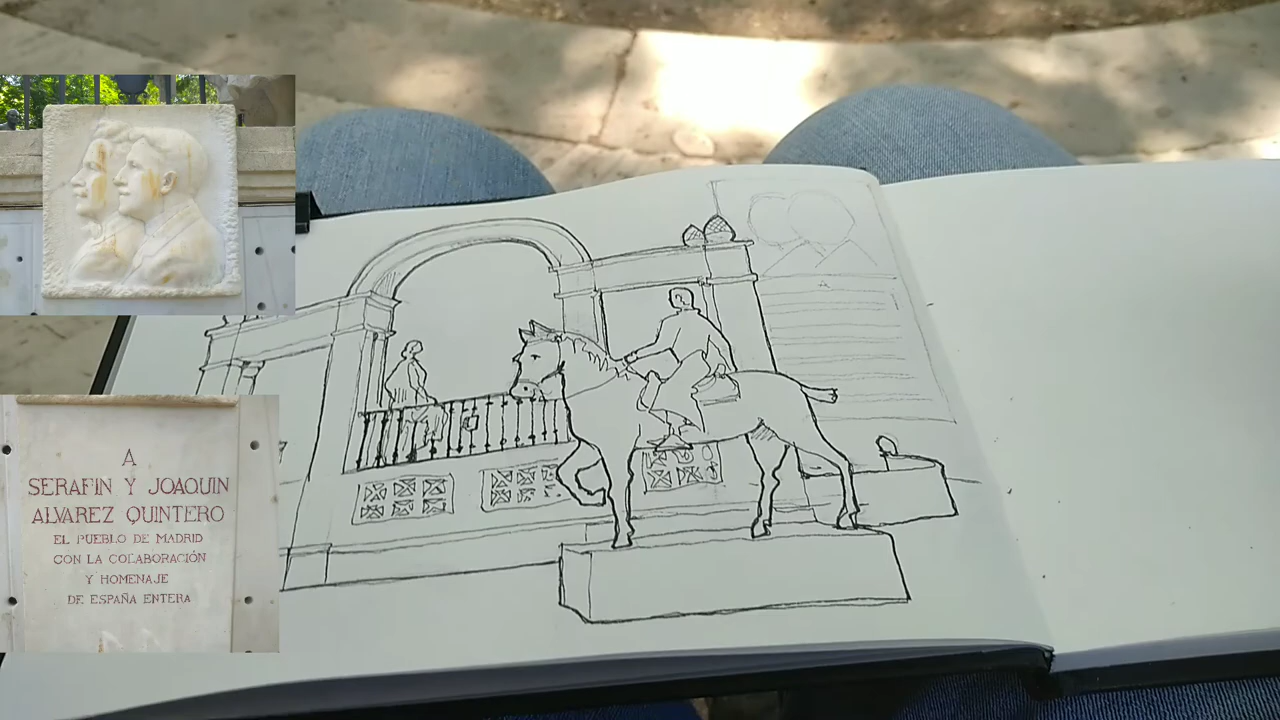 A
SERAFIN Y JOAQUIN
ALVAREZ QUINTERO
EL PUEBLO DE MADRID
CON LA COLABORACIÓN
Y HOMENAJE
DE ESPAÑA ENTERA
A